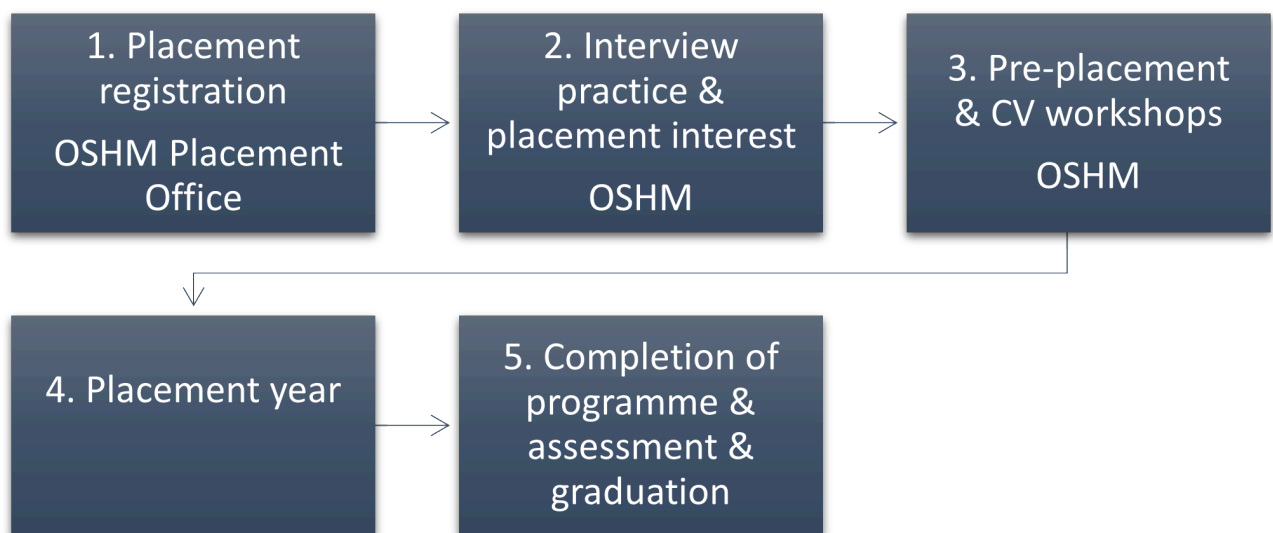 1. Placement
registration
OSHM Placement
Office
2. Interview
practice &
placement interest
OSHM
3. Pre-placement
& CV workshops
OSHM
4. Placement year
5. Completion of
programme &
assessment &
graduation